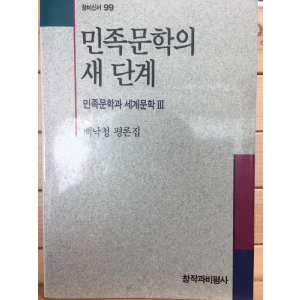 창비신서 99
민족문학의
새 단계
민족문학과 세계문학 III
백낙청 평론집
창작과비평사